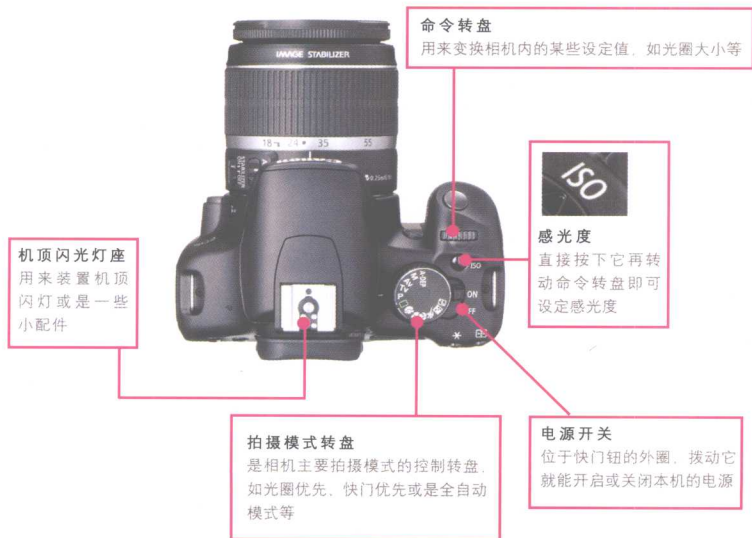 命令转盘
用来变换相机内的某些设定值，如光圈大小等
IMAGE STABILIZER
18 24 35 55
ISO
感光度
直接按下它再转
动命令转盘即可
设定感光度
机顶闪光灯座
用来装置机顶
闪灯或是一些
小配件
ISO
A-DEP
M
Av
Tv
P
ON
拍摄模式转盘
是相机主要拍摄模式的控制转盘，
如光圈优先、快门优先或是全自动
模式等
电源开关
位于快门钮的外圈，拨动它
就能开启或关闭本机的电源